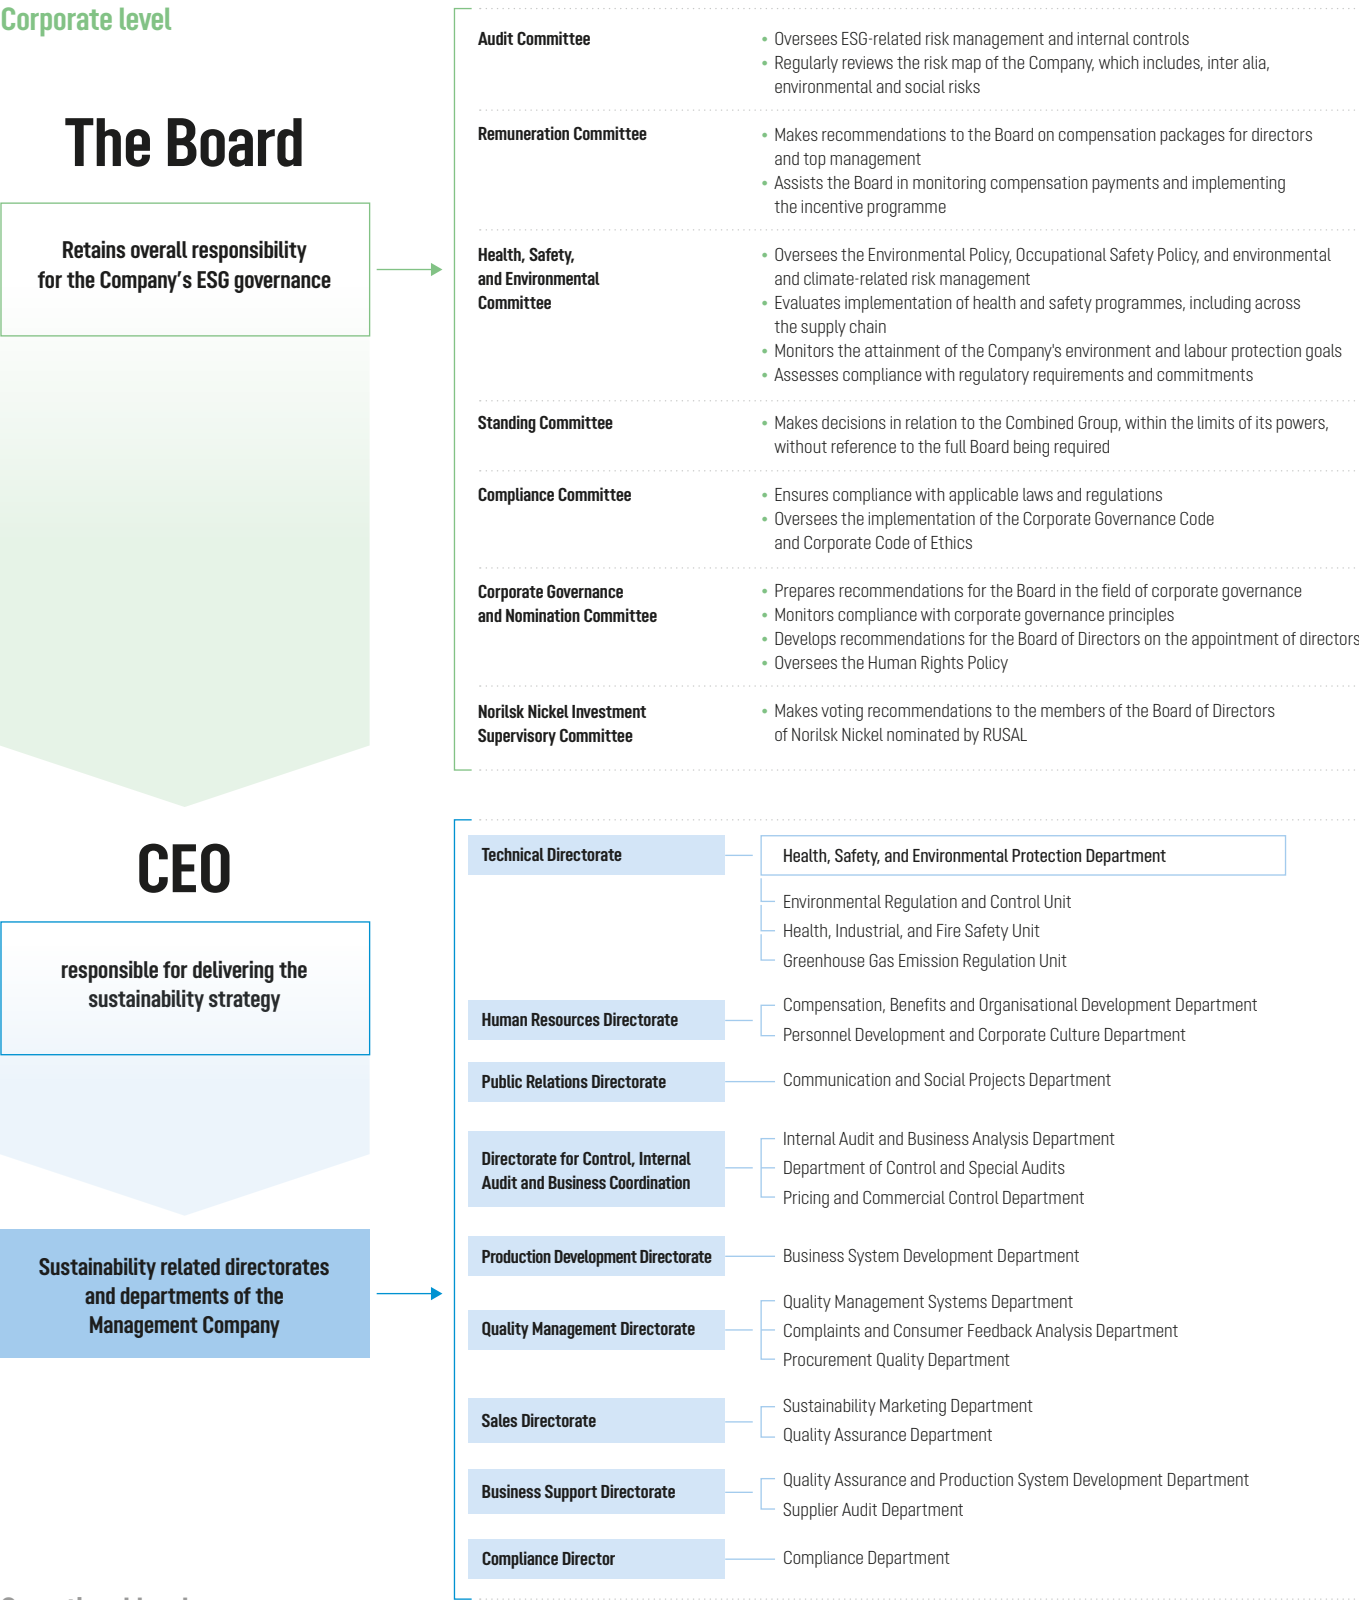 Corporate level
The Board
Retains overall responsibility
for the Company's ESG governance
Audit Committee
• Oversees ESG-related risk management and internal controls
• Regularly reviews the risk map of the Company, which includes, inter alia,
environmental and social risks
Remuneration Committee
• Makes recommendations to the Board on compensation packages for directors
and top management
• Assists the Board in monitoring compensation payments and implementing
the incentive programme
Health, Safety,
and Environmental
Committee
• Oversees the Environmental Policy, Occupational Safety Policy, and environmental
and climate-related risk management
• Evaluates implementation of health and safety programmes, including across
the supply chain
• Monitors the attainment of the Company's environment and labour protection goals
• Assesses compliance with regulatory requirements and commitments
Standing Committee
• Makes decisions in relation to the Combined Group, within the limits of its powers,
without reference to the full Board being required
Compliance Committee
• Ensures compliance with applicable laws and regulations
• Oversees the implementation of the Corporate Governance Code
and Corporate Code of Ethics
Corporate Governance
and Nomination Committee
• Prepares recommendations for the Board in the field of corporate governance
• Monitors compliance with corporate governance principles
• Develops recommendations for the Board of Directors on the appointment of directors
• Oversees the Human Rights Policy
Norilsk Nickel Investment
Supervisory Committee
• Makes voting recommendations to the members of the Board of Directors
of Norilsk Nickel nominated by RUSAL
CEO
responsible for delivering the
sustainability strategy
Sustainability related directorates
and departments of the
Management Company
Technical Directorate
Health, Safety, and Environmental Protection Department
Environmental Regulation and Control Unit
Health, Industrial, and Fire Safety Unit
Greenhouse Gas Emission Regulation Unit
Human Resources Directorate
Compensation, Benefits and Organisational Development Department
Personnel Development and Corporate Culture Department
Public Relations Directorate
Communication and Social Projects Department
Directorate for Control, Internal
Audit and Business Coordination
Internal Audit and Business Analysis Department
Department of Control and Special Audits
Pricing and Commercial Control Department
Production Development Directorate
Business System Development Department
Quality Management Directorate
Quality Management Systems Department
Complaints and Consumer Feedback Analysis Department
Procurement Quality Department
Sales Directorate
Sustainability Marketing Department
Quality Assurance Department
Business Support Directorate
Quality Assurance and Production System Development Department
Supplier Audit Department
Compliance Director
Compliance Department